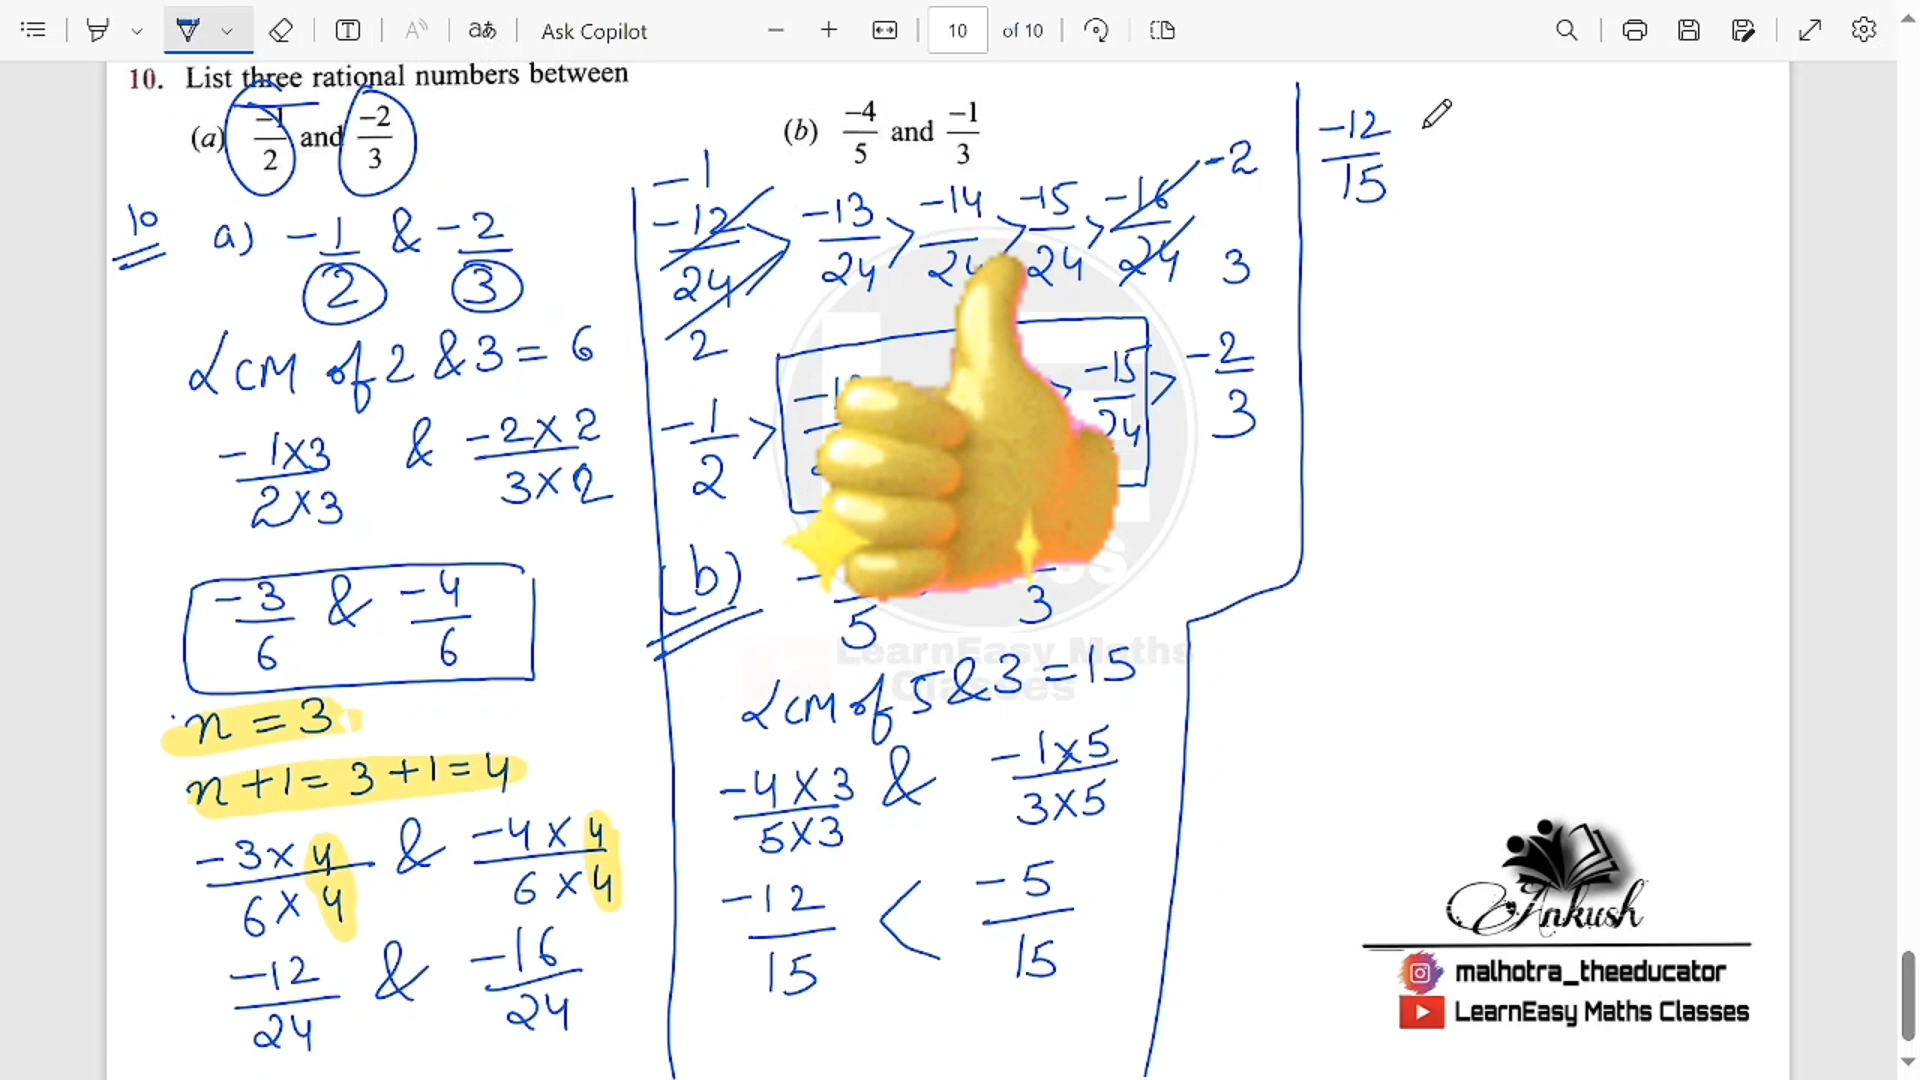 Ask Copilot 10 of 10
10. List three rational numbers between
(a) -1/2 and -2/3
(b) -4/5 and -1/3
10 a) -1/2 & -2/3
LCM of 2 & 3 = 6
-1×3/2×3 & -2×2/3×2
-3/6 & -4/6
n = 3
n+1 = 3+1 = 4
-3×4/6×4 & -4×4/6×4
-12/24 & -16/24
-1 -2
-12/24 > -13/24 > -14/24 > -15/24 > -16/24
2 3
-1/2 > > -15/24 > -2/3
(b)
5 3
LearnEasy Maths
Classes
LCM of 5 & 3 = 15
-4×3/5×3 & -1×5/3×5
-12/15 < -5/15
-12/15
Ankush
malhotra_theeducator
LearnEasy Maths Classes